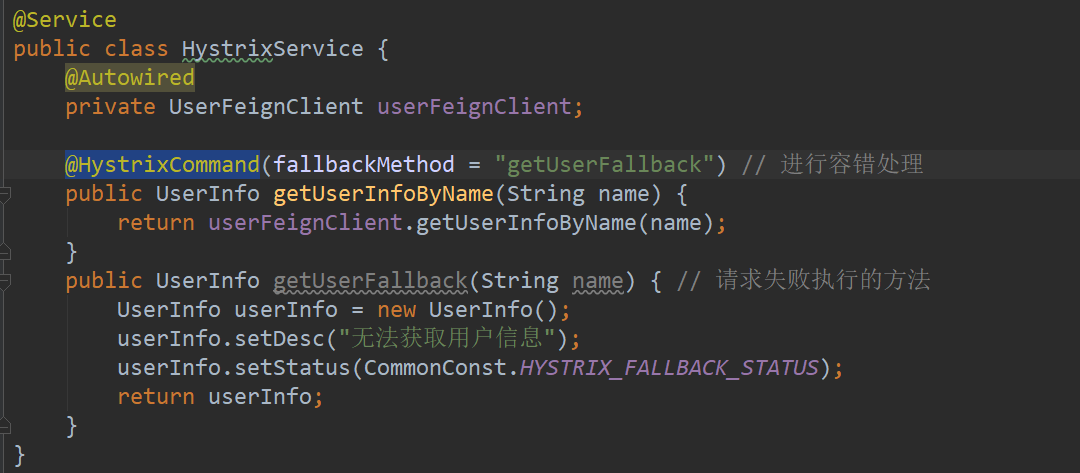 @Service
public class HystrixService {
    @Autowired
    private UserFeignClient userFeignClient;

    @HystrixCommand(fallbackMethod = "getUserFallback") // 进行容错处理
    public UserInfo getUserInfoByName(String name) {
        return userFeignClient.getUserInfoByName(name);
    }
    public UserInfo getUserFallback(String name) { // 请求失败执行的方法
        UserInfo userInfo = new UserInfo();
        userInfo.setDesc("无法获取用户信息");
        userInfo.setStatus(CommonConst.HYSTRIX_FALLBACK_STATUS);
        return userInfo;
    }
}